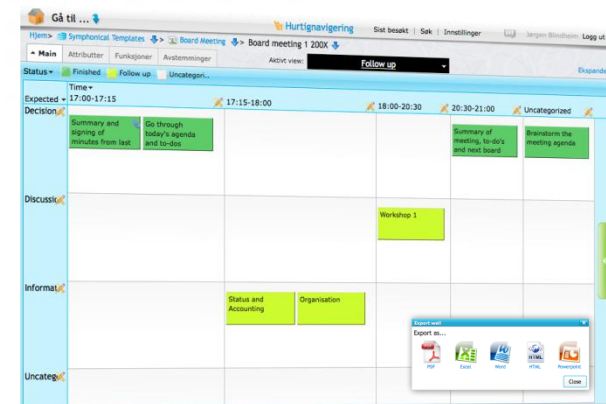 Gå til ...
Hurtignavigering
Sist besøkt | Søk | Innstillinger
Jørgen Blindheim Logg ut
Hjem> Symphonical Templates > Board Meeting > Board meeting 1 200X
Main Attributter Funksjoner Avstemminger
Aktivt view: Follow up
Status Finished Follow up Uncategori..
Ekspande
Time
Expected 17:00-17:15 17:15-18:00 18:00-20:30 20:30-21:00 Uncategorized
Decision
Summary and signing of minutes from last
Go through today's agenda and to-dos
Summary of meeting, to-do's and next board
Brainstorm the meeting agenda
Discussic
Workshop 1
Informat
Status and Accounting
Organisation
Export wall
Export as...
PDF Excel Word HTML Powerpoint
Close
Uncateg